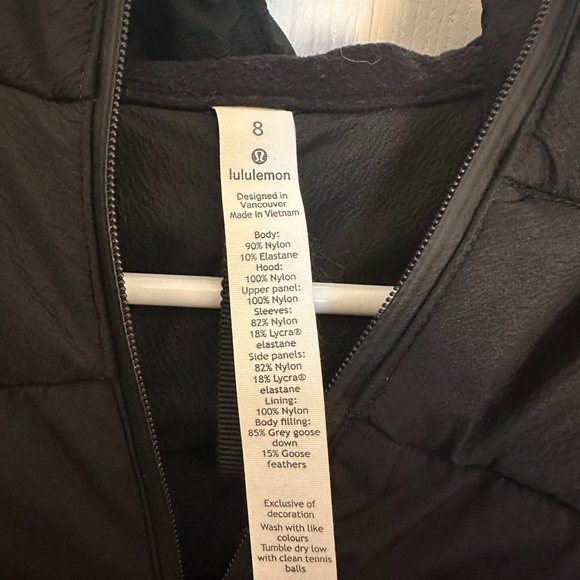 8
lululemon
Designed in
Vancouver
Made in Vietnam
Body:
90% Nylon
10% Elastane
Hood:
100% Nylon
Upper panel:
100% Nylon
Sleeves:
82% Nylon
18% Lycra®
elastane
Side panels:
82% Nylon
18% Lycra®
elastane
Lining:
100% Nylon
Body filling:
85% Grey goose
down
15% Goose
feathers
Exclusive of
decoration
Wash with like
colours
Tumble dry low
with clean tennis
balls